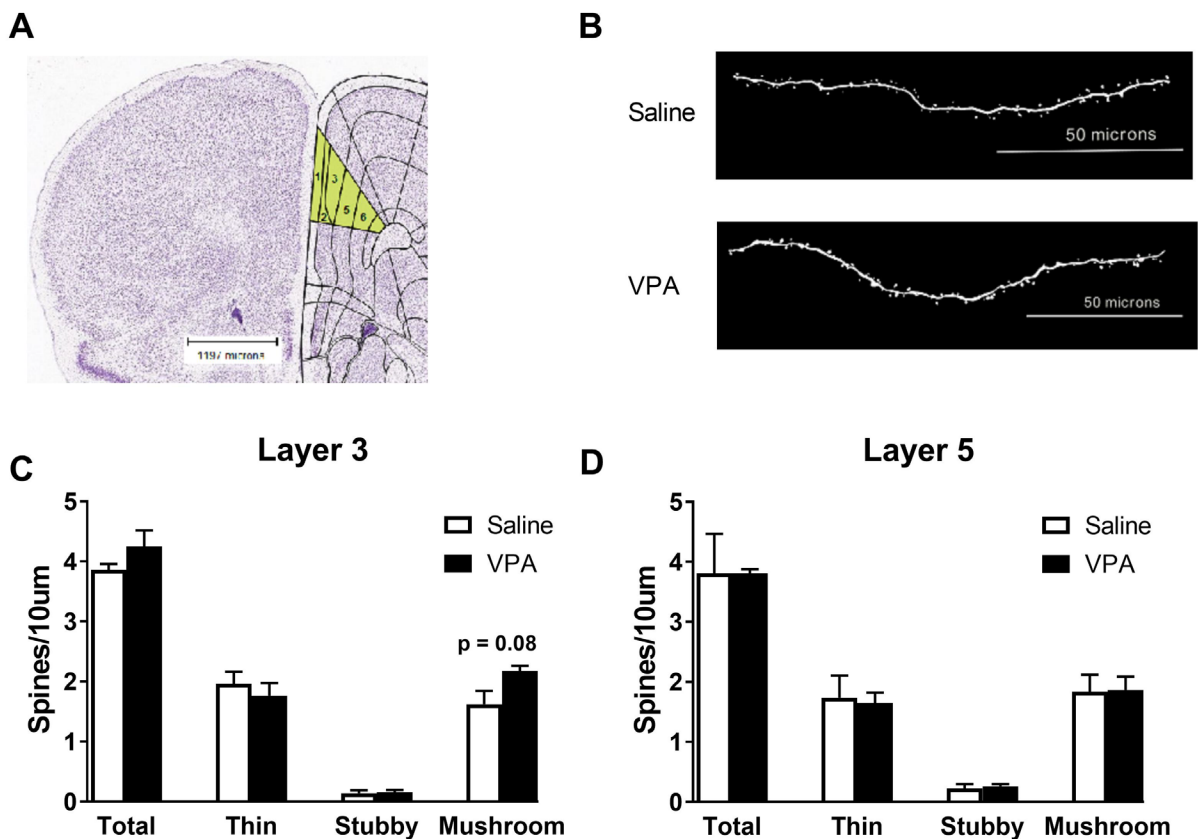 A
1
3
2
5
6
1197 microns
B
Saline
50 microns
VPA
50 microns
C
Layer 3
Spines/10um
5
4
3
2
1
0
Saline
VPA
p = 0.08
Total Thin Stubby Mushroom
D
Layer 5
Spines/10um
5
4
3
2
1
0
Saline
VPA
Total Thin Stubby Mushroom